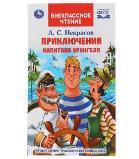 ВНЕКЛАССНОЕ
ЧТЕНИЕ
ФГОС
А. С. Некрасов
ПРИКЛЮЧЕНИЯ
КАПИТАНА ВРУНГЕЛЯ